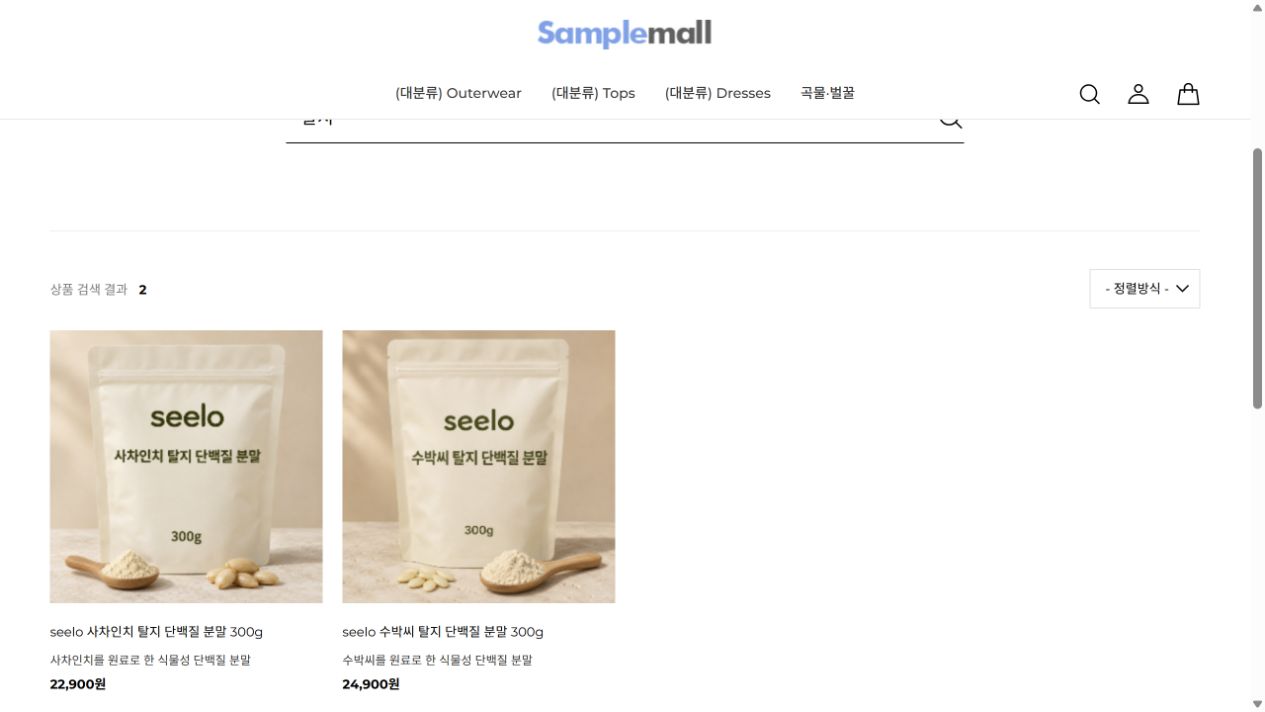 Samplemall
(대분류) Outerwear (대분류) Tops (대분류) Dresses 곡물·벌꿀
상품 검색 결과 2
- 정렬방식 -
seelo
사차인치 탈지 단백질 분말
300g
seelo
수박씨 탈지 단백질 분말
300g
seelo 사차인치 탈지 단백질 분말 300g
사차인치를 원료로 한 식물성 단백질 분말
22,900원
seelo 수박씨 탈지 단백질 분말 300g
수박씨를 원료로 한 식물성 단백질 분말
24,900원